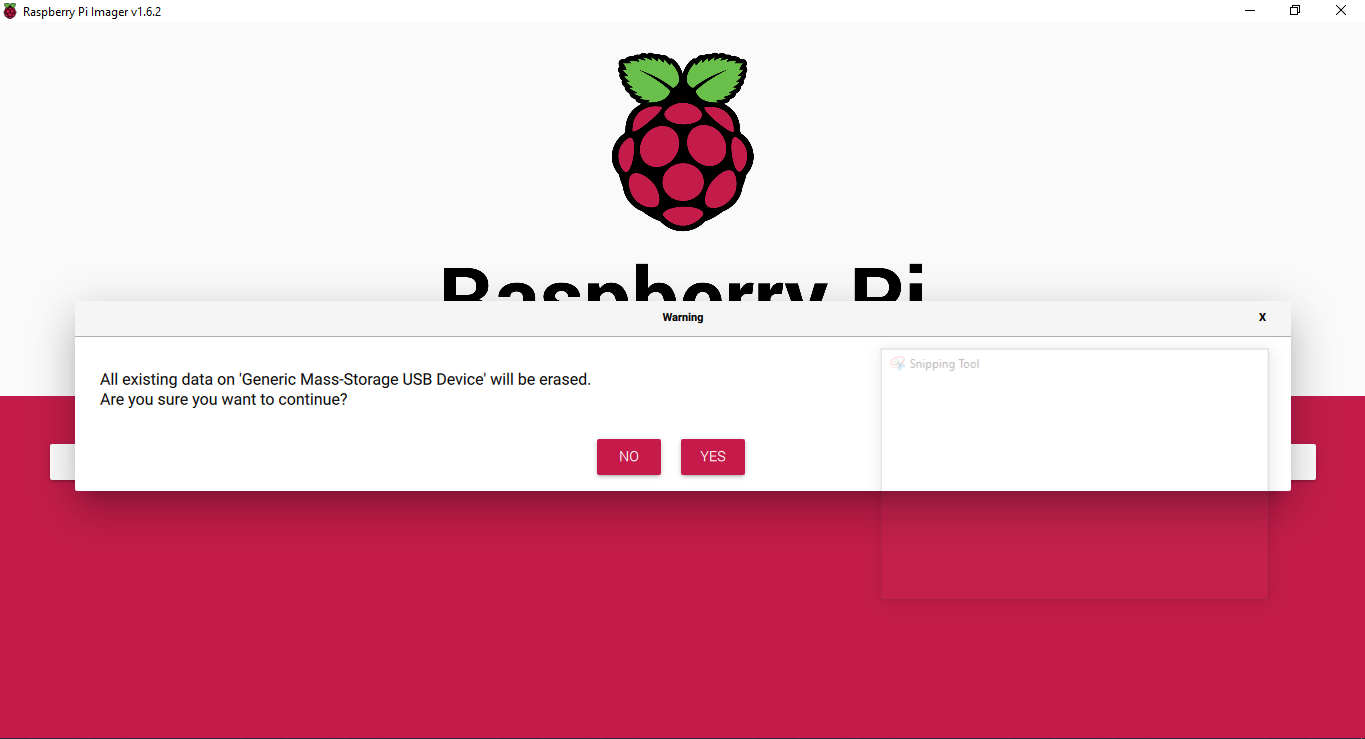 Raspberry Pi Imager v1.6.2
Raspberry Pi
Warning
X
Snipping Tool
All existing data on 'Generic Mass-Storage USB Device' will be erased.
Are you sure you want to continue?
NO
YES